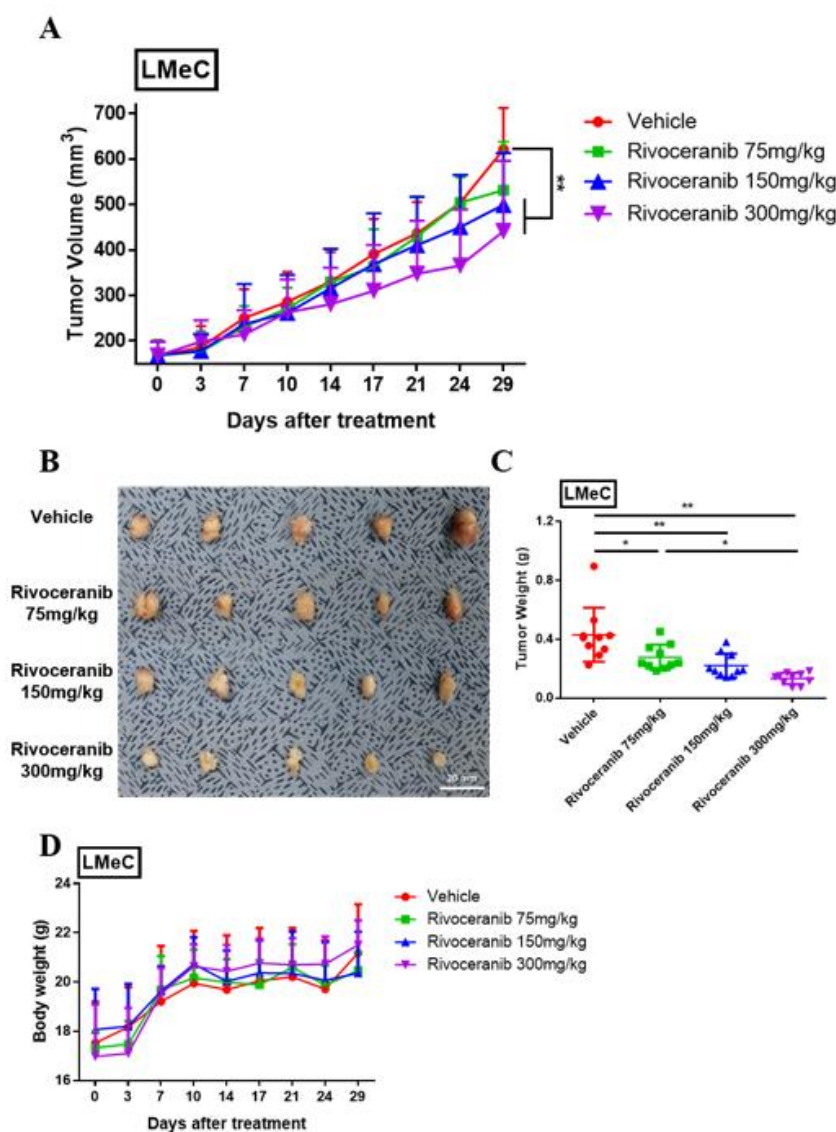 A
LMeC
Tumor Volume (mm³)
700
600
500
400
300
200
0 3 7 10 14 17 21 24 29
Days after treatment
Vehicle
Rivoceranib 75mg/kg
Rivoceranib 150mg/kg
Rivoceranib 300mg/kg
**
B
Vehicle
Rivoceranib
75mg/kg
Rivoceranib
150mg/kg
Rivoceranib
300mg/kg
C
LMeC
Tumor Weight (g)
1.2
0.8
0.4
0.0
**
**
* *
Vehicle
Rivoceranib 75mg/kg
Rivoceranib 150mg/kg
Rivoceranib 300mg/kg
D
LMeC
Body weight (g)
24
22
20
18
16
0 3 7 10 14 17 21 24 29
Days after treatment
Vehicle
Rivoceranib 75mg/kg
Rivoceranib 150mg/kg
Rivoceranib 300mg/kg